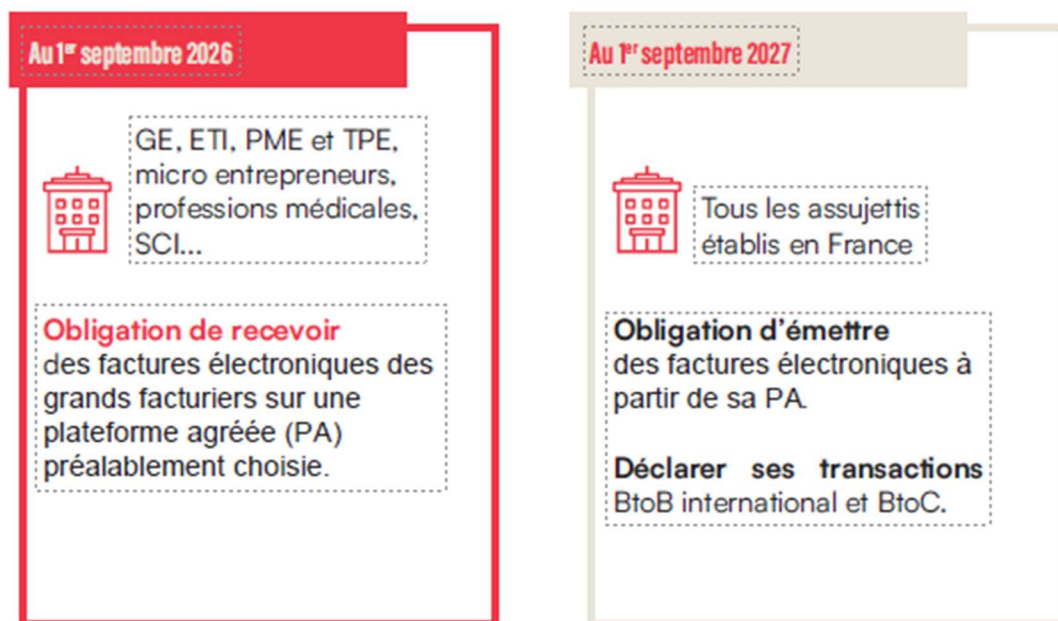 Au 1er septembre 2026
GE, ETI, PME et TPE,
micro entrepreneurs,
professions médicales,
SCI...
Obligation de recevoir
des factures électroniques des
grands facturiers sur une
plateforme agréée (PA)
préalablement choisie.
Au 1er septembre 2027
Tous les assujettis
établis en France
Obligation d’émettre
des factures électroniques à
partir de sa PA.
Déclarer ses transactions
BtoB international et BtoC.